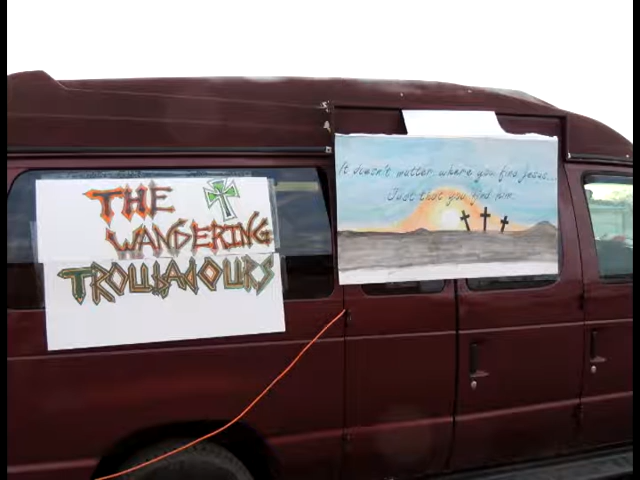 THE
WANDERING
TROUBADOURS
It doesn't matter where you find Jesus...
Just that you find Him.